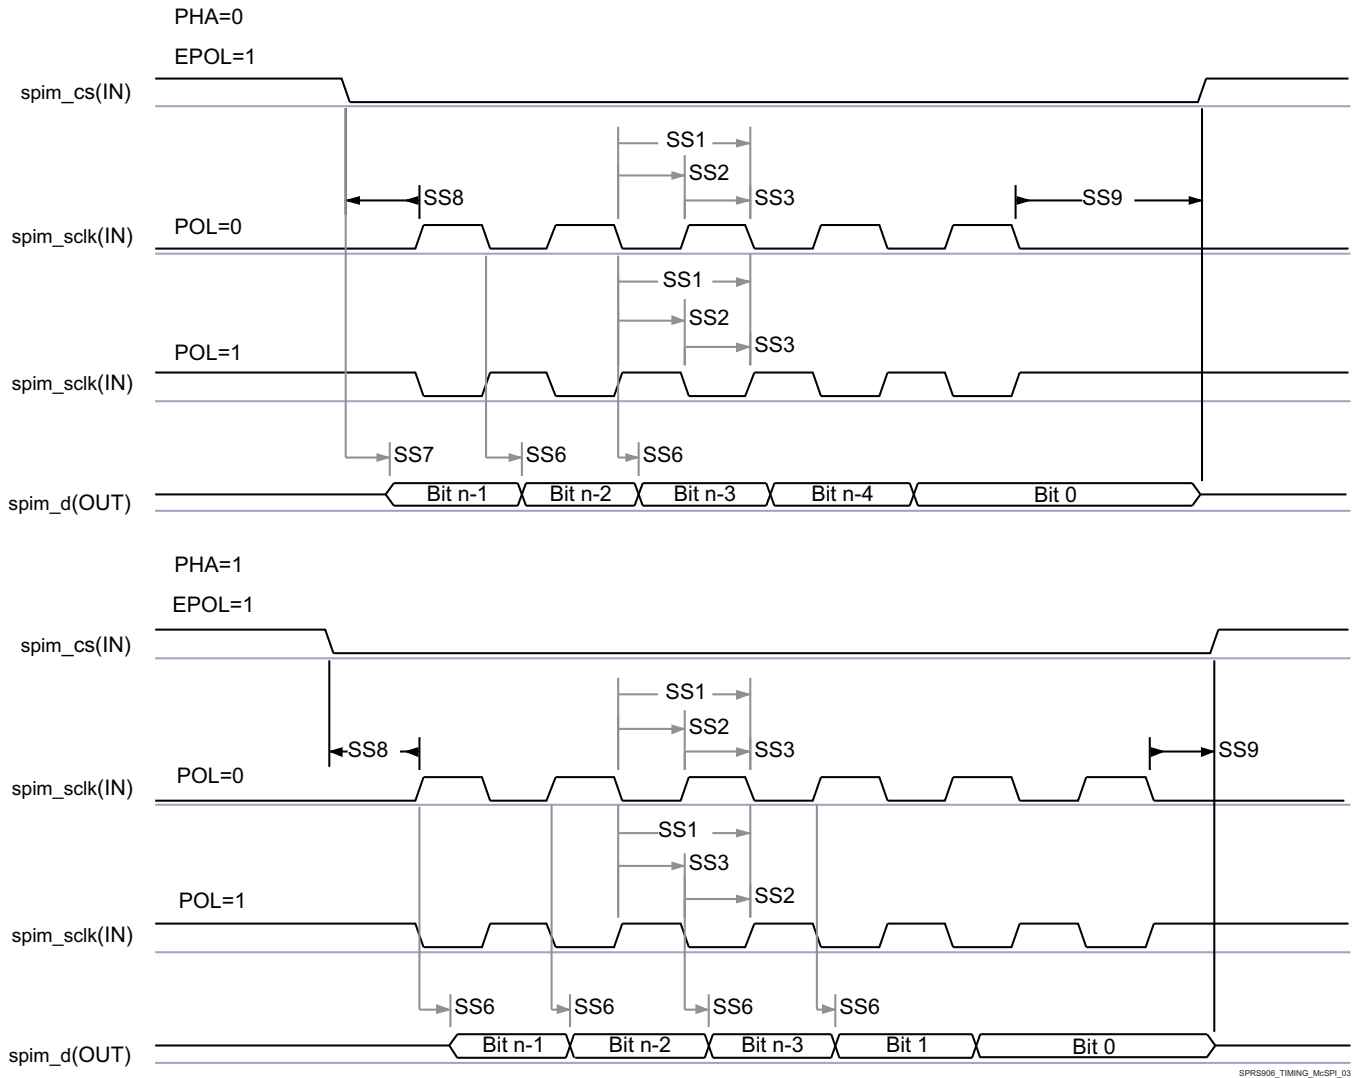 PHA=0
EPOL=1
spim_cs(IN)
SS1
SS2
SS8
SS3
SS9
POL=0
spim_sclk(IN)
SS1
SS2
SS3
POL=1
spim_sclk(IN)
SS7
SS6
SS6
spim_d(OUT)
Bit n-1
Bit n-2
Bit n-3
Bit n-4
Bit 0
PHA=1
EPOL=1
spim_cs(IN)
SS1
SS2
SS8
SS3
SS9
POL=0
spim_sclk(IN)
SS1
SS3
SS2
POL=1
spim_sclk(IN)
SS6
SS6
SS6
SS6
spim_d(OUT)
Bit n-1
Bit n-2
Bit n-3
Bit 1
Bit 0
SPRS906_TIMING_McSPI_03